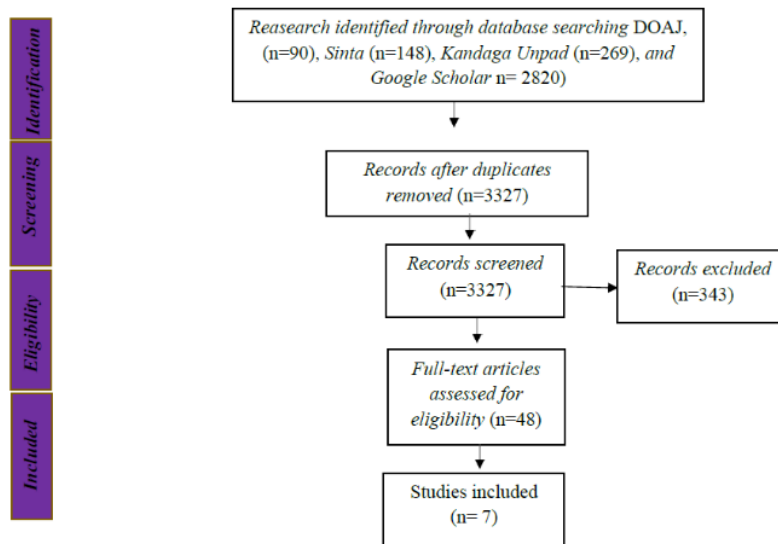 Identification
Reasearch identified through database searching DOAJ,
(n=90), Sinta (n=148), Kandaga Unpad (n=269), and
Google Scholar n= 2820)
Screening
Records after duplicates
removed (n=3327)
Records screened
(n=3327)
Records excluded
(n=343)
Eligibility
Full-text articles
assessed for
eligibility (n=48)
Included
Studies included
(n= 7)